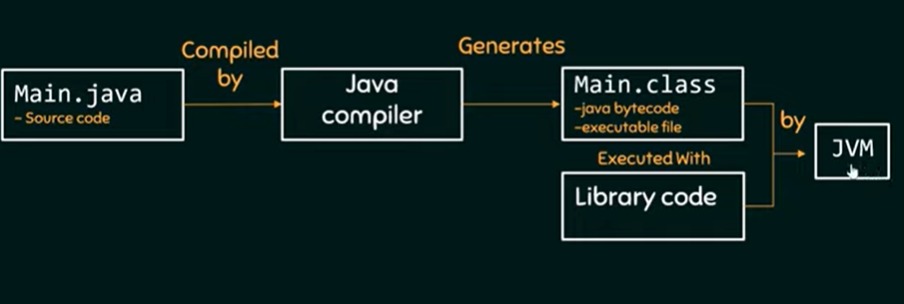 Compiled
by
Generates
Main.java
- Source code
Java
compiler
Main.class
-java bytecode
-executable file
by
JVM
Executed With
Library code